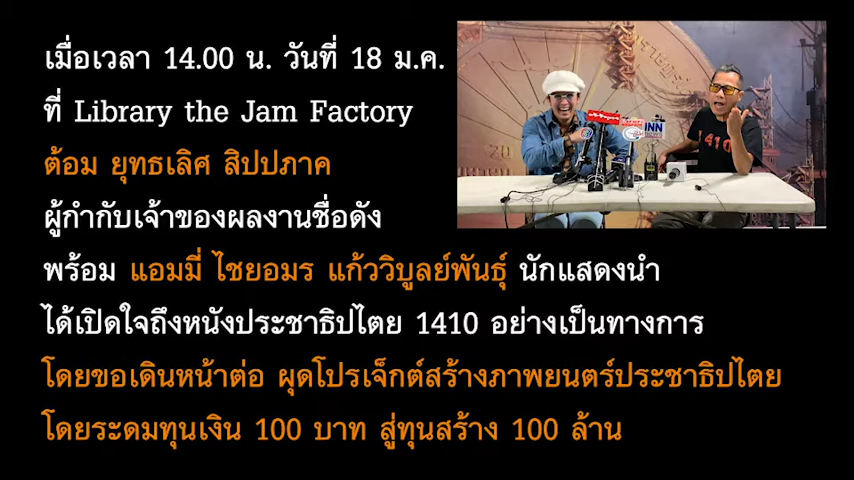 เมื่อเวลา 14.00 น. วันที่ 18 ม.ค.
ที่ Library the Jam Factory
ต้อม ยุทธเลิศ สิปปภาค
ผู้กำกับเจ้าของผลงานชื่อดัง
พร้อม แอมมี่ ไชยอมร แก้ววิบูลย์พันธุ์ นักแสดงนำ
ได้เปิดใจถึงหนังประชาธิปไตย 1410 อย่างเป็นทางการ
โดยขอเดินหน้าต่อ ผุดโปรเจ็กต์สร้างภาพยนตร์ประชาธิปไตย
โดยระดมทุนเงิน 100 บาท สู่ทุนสร้าง 100 ล้าน
INN
1410